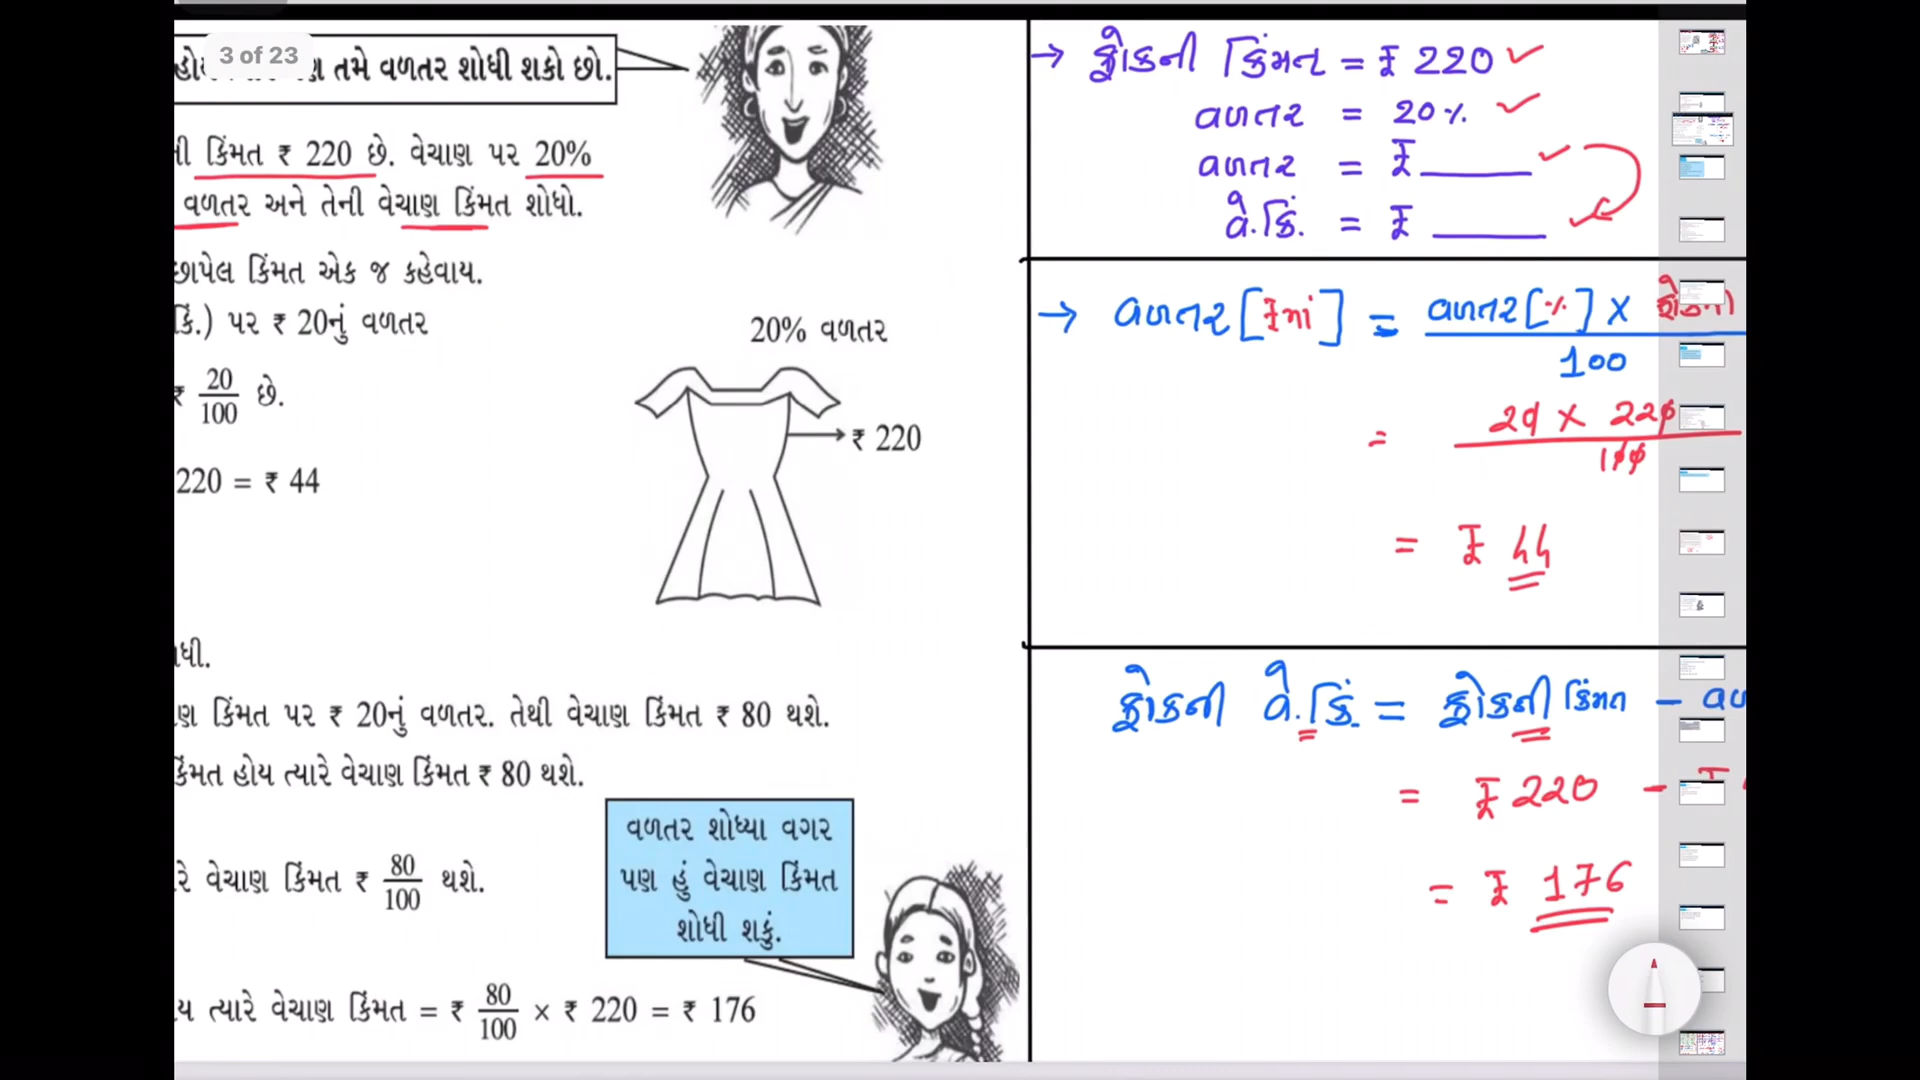 3 of 23
પણ તમે વળતર શોધી શકો છો.
ની કિંમત ₹ 220 છે. વેચાણ પર 20%
વળતર અને તેની વેચાણ કિંમત શોધો.
છાપેલ કિંમત એક જ કહેવાય.
કિં.) પર ₹ 20નું વળતર
20% વળતર
₹ 20/100 છે.
₹ 220
220 = ₹ 44
ધી.
ણ કિંમત પર ₹ 20નું વળતર. તેથી વેચાણ કિંમત ₹ 80 થશે.
કિંમત હોય ત્યારે વેચાણ કિંમત ₹ 80 થશે.
રે વેચાણ કિંમત ₹ 80/100 થશે.
વળતર શોધ્યા વગર
પણ હું વેચાણ કિંમત
શોધી શકું.
ય ત્યારે વેચાણ કિંમત = ₹ 80/100 × ₹ 220 = ₹ 176
→ ફ્રોકની કિંમત = ₹ 220
વળતર = 20%
વળતર = ₹ ____
વે.કિં. = ₹ ____
→ વળતર [₹માં] = વળતર [%] ×
100
= 20 × 220
100
= ₹ 44
ફ્રોકની વે.કિં. = ફ્રોકની કિંમત - વળ
= ₹ 220 - ₹
= ₹ 176